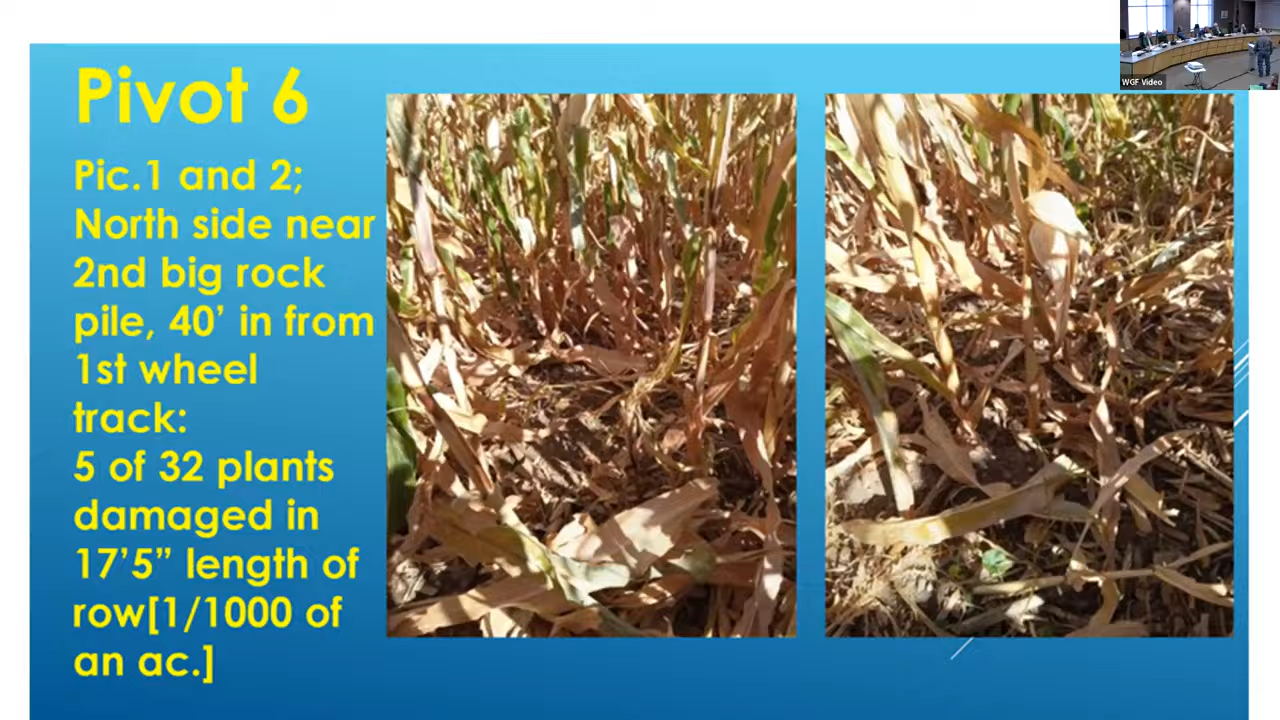 Pivot 6
Pic.1 and 2;
North side near
2nd big rock
pile, 40’ in from
1st wheel
track:
5 of 32 plants
damaged in
17’5” length of
row[1/1000 of
an ac.]
WGF Video